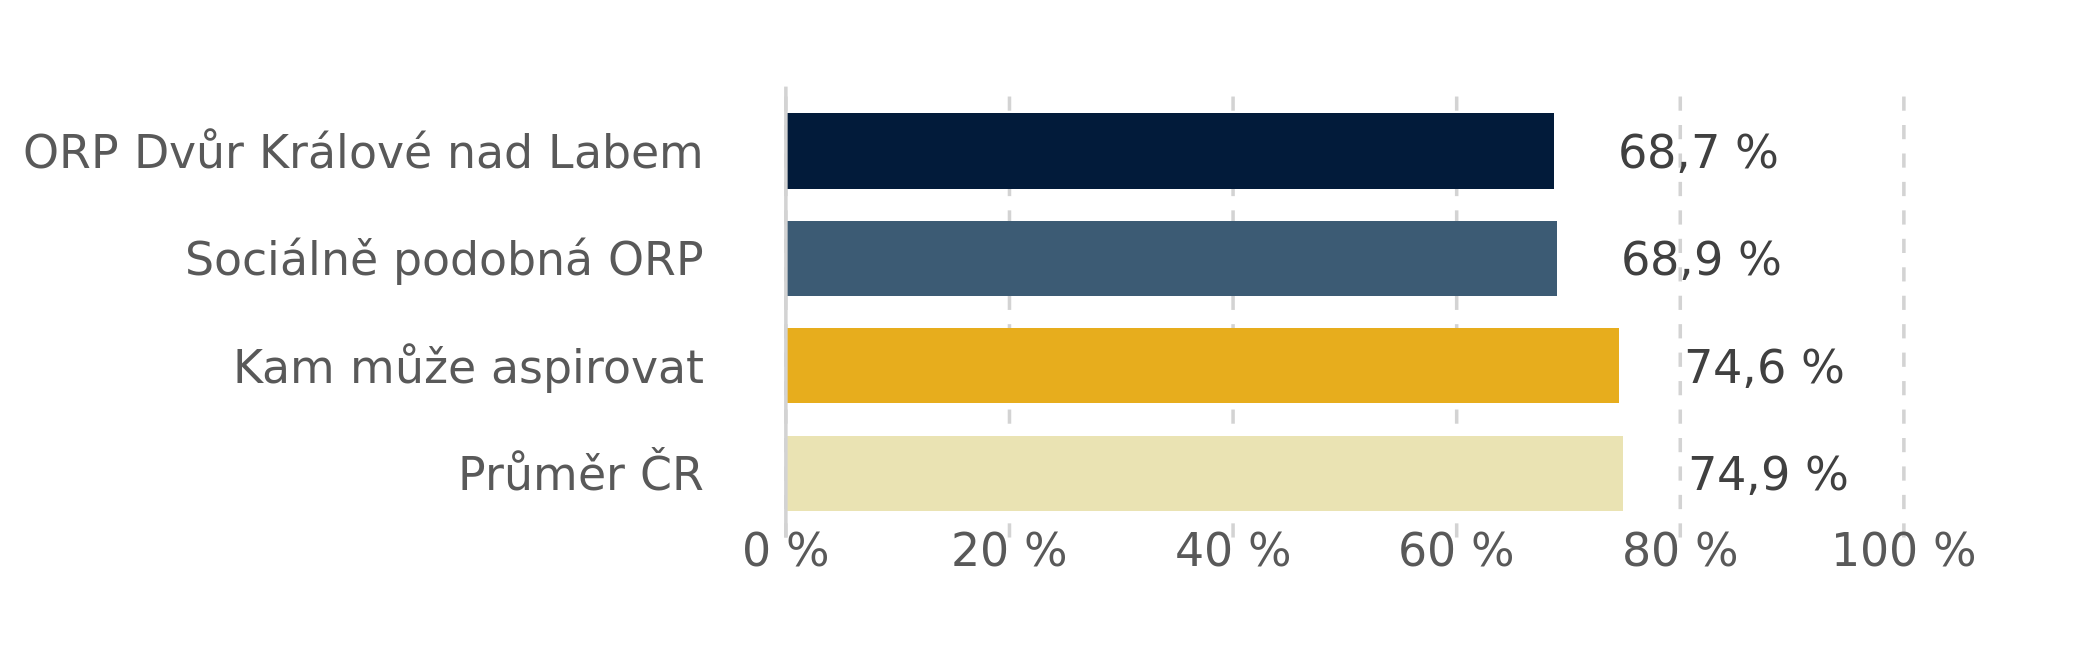 ORP Dvůr Králové nad Labem 68,7 %
Sociálně podobná ORP 68,9 %
Kam může aspirovat 74,6 %
Průměr ČR 74,9 %
0 % 20 % 40 % 60 % 80 % 100 %